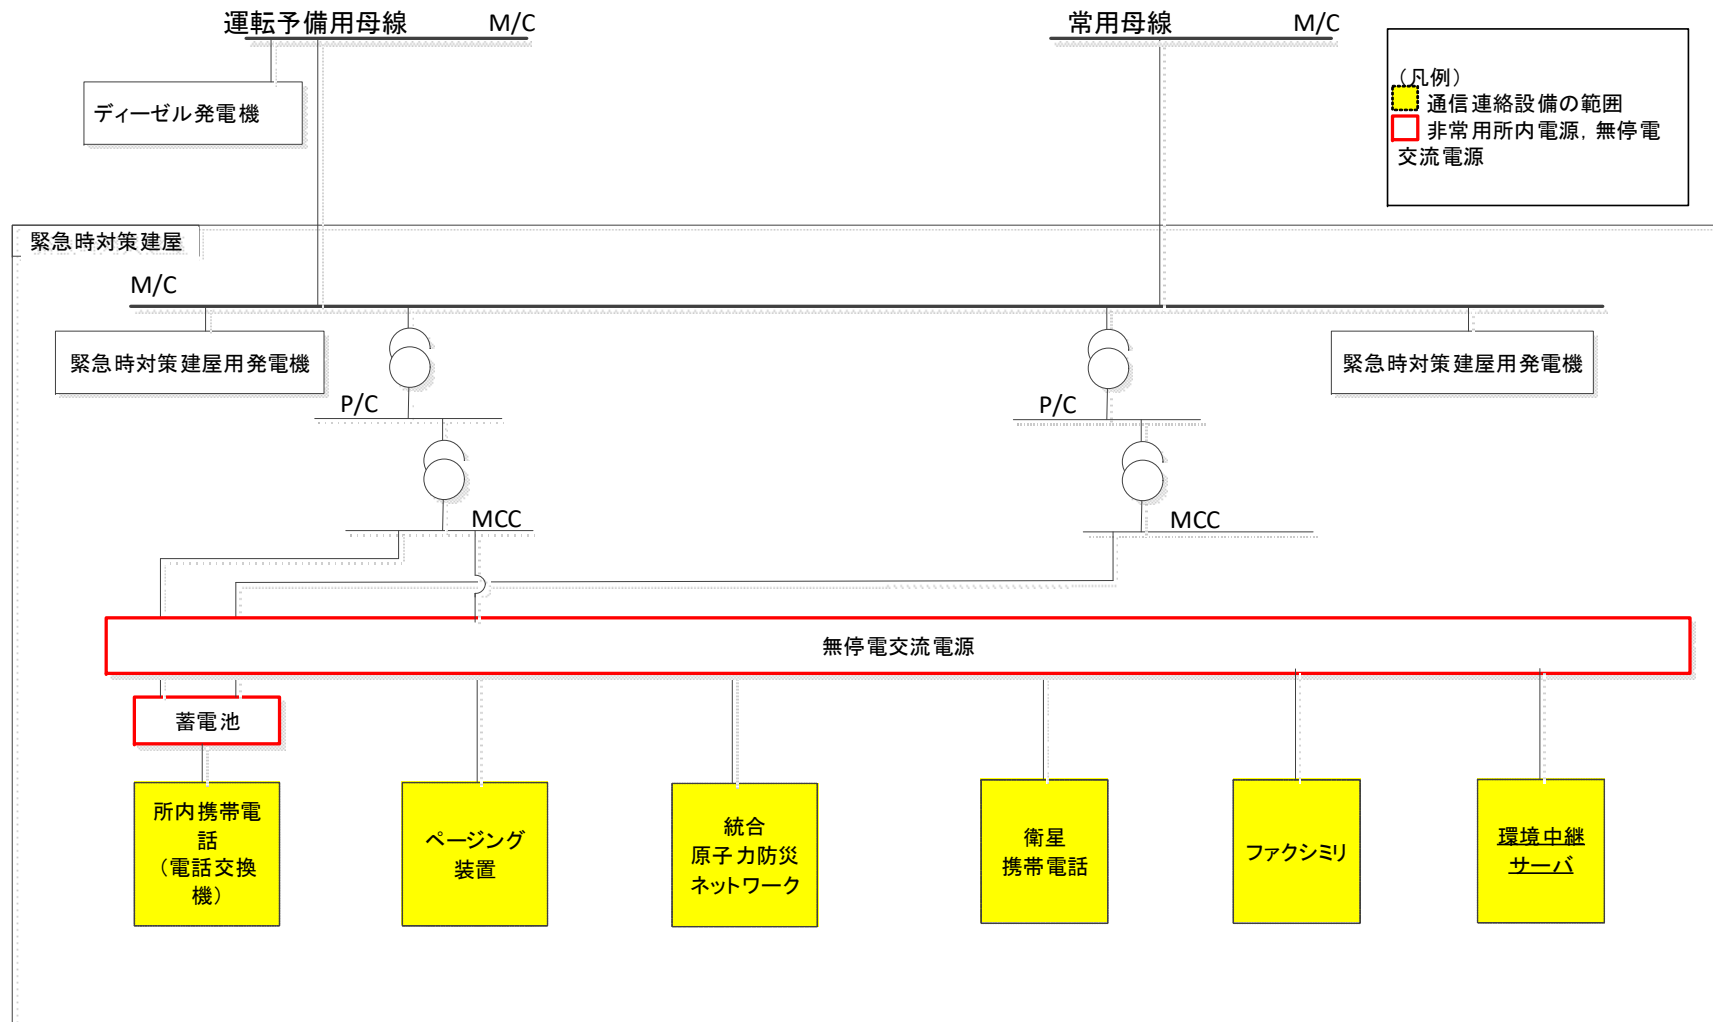 運転予備用母線 M/C
常用母線 M/C
ディーゼル発電機
(凡例)
通信連絡設備の範囲
非常用所内電源，無停電
交流電源
緊急時対策建屋
M/C
緊急時対策建屋用発電機
緊急時対策建屋用発電機
P/C
P/C
MCC
MCC
無停電交流電源
蓄電池
所内携帯電
話
（電話交換
機）
ページング
装置
統合
原子力防災
ネットワーク
衛星
携帯電話
ファクシミリ
環境中継
サーバ